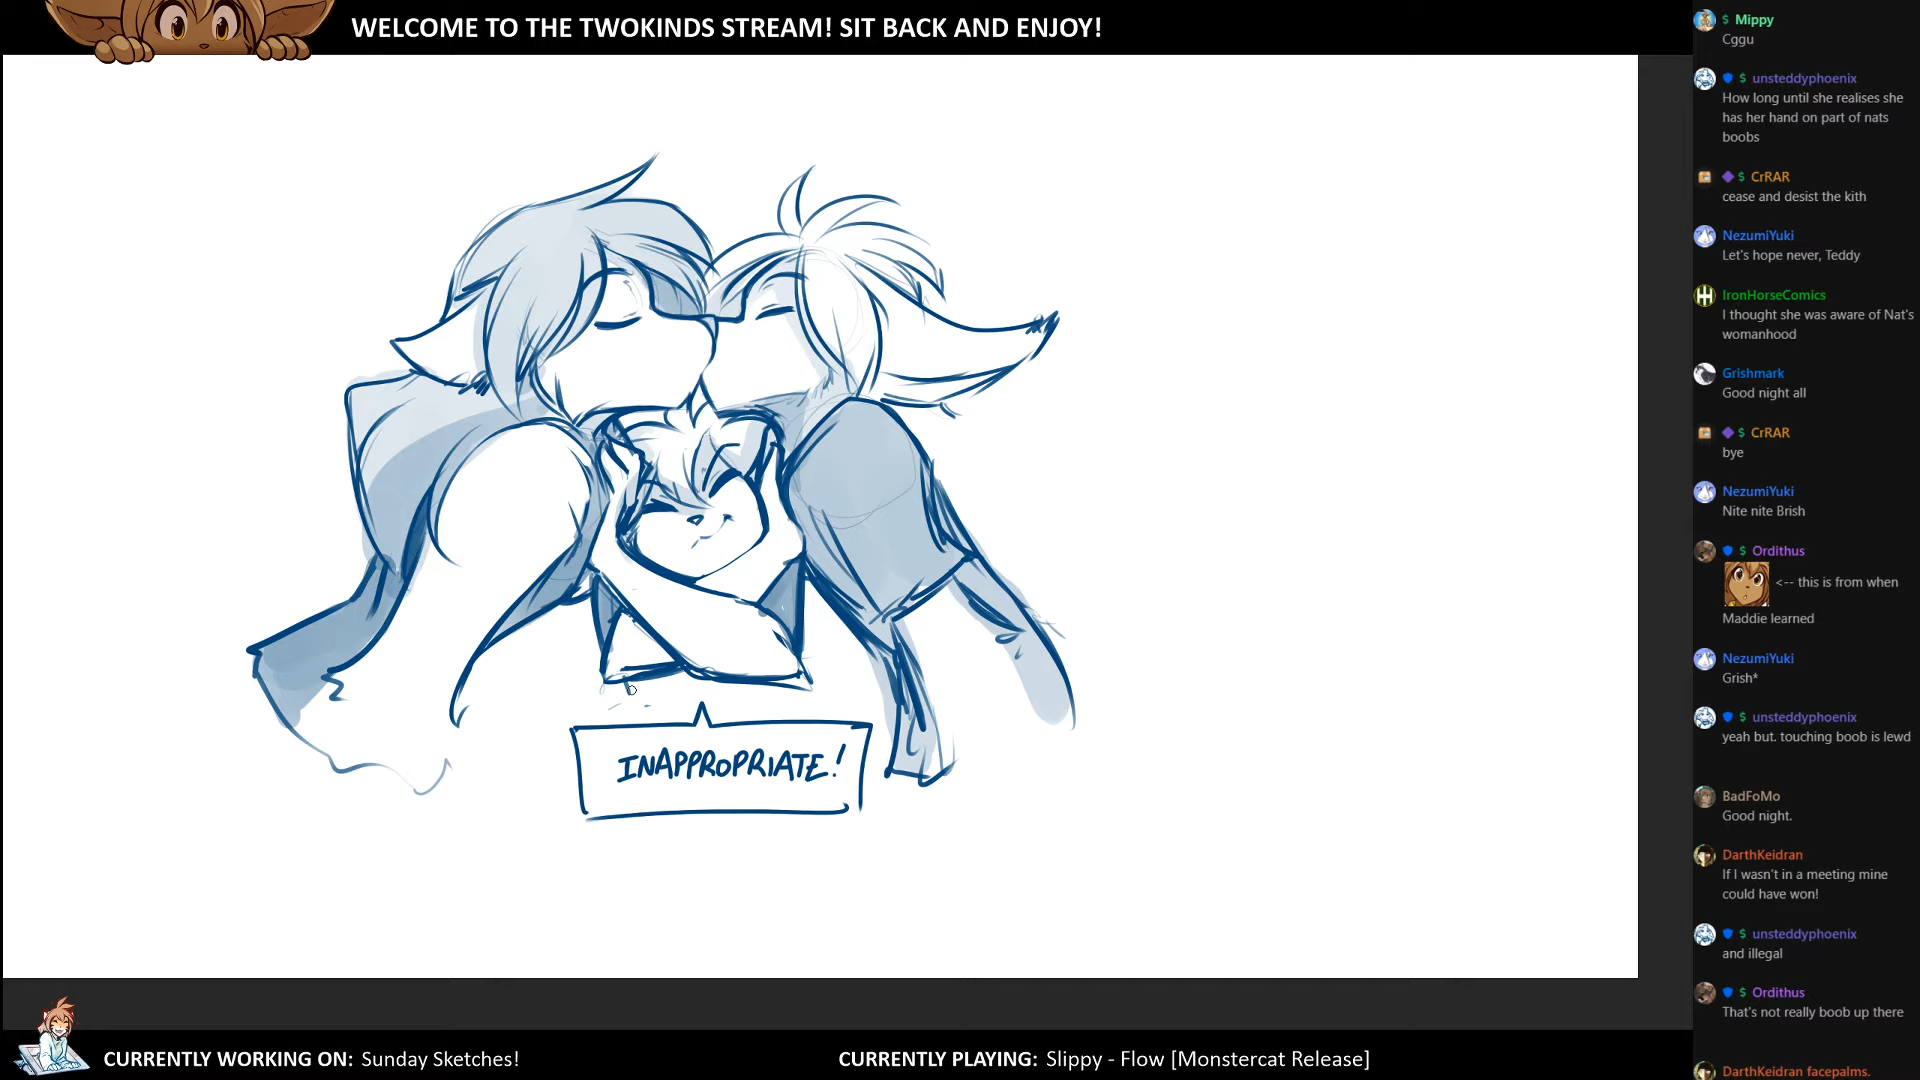 WELCOME TO THE TWOKINDS STREAM! SIT BACK AND ENJOY!
INAPPROPRIATE!
CURRENTLY WORKING ON: Sunday Sketches!
CURRENTLY PLAYING: Slippy - Flow [Monstercat Release]
$ Mippy
Cggu
$ unsteddyphoenix
How long until she realises she
has her hand on part of nats
boobs
$ CrRAR
cease and desist the kith
NezumiYuki
Let's hope never, Teddy
IronHorseComics
I thought she was aware of Nat's
womanhood
Grishmark
Good night all
$ CrRAR
bye
NezumiYuki
Nite nite Brish
$ Ordithus
<-- this is from when
Maddie learned
NezumiYuki
Grish*
$ unsteddyphoenix
yeah but. touching boob is lewd
BadFoMo
Good night.
DarthKeidran
If I wasn't in a meeting mine
could have won!
$ unsteddyphoenix
and illegal
$ Ordithus
That's not really boob up there
DarthKeidran facepalms.